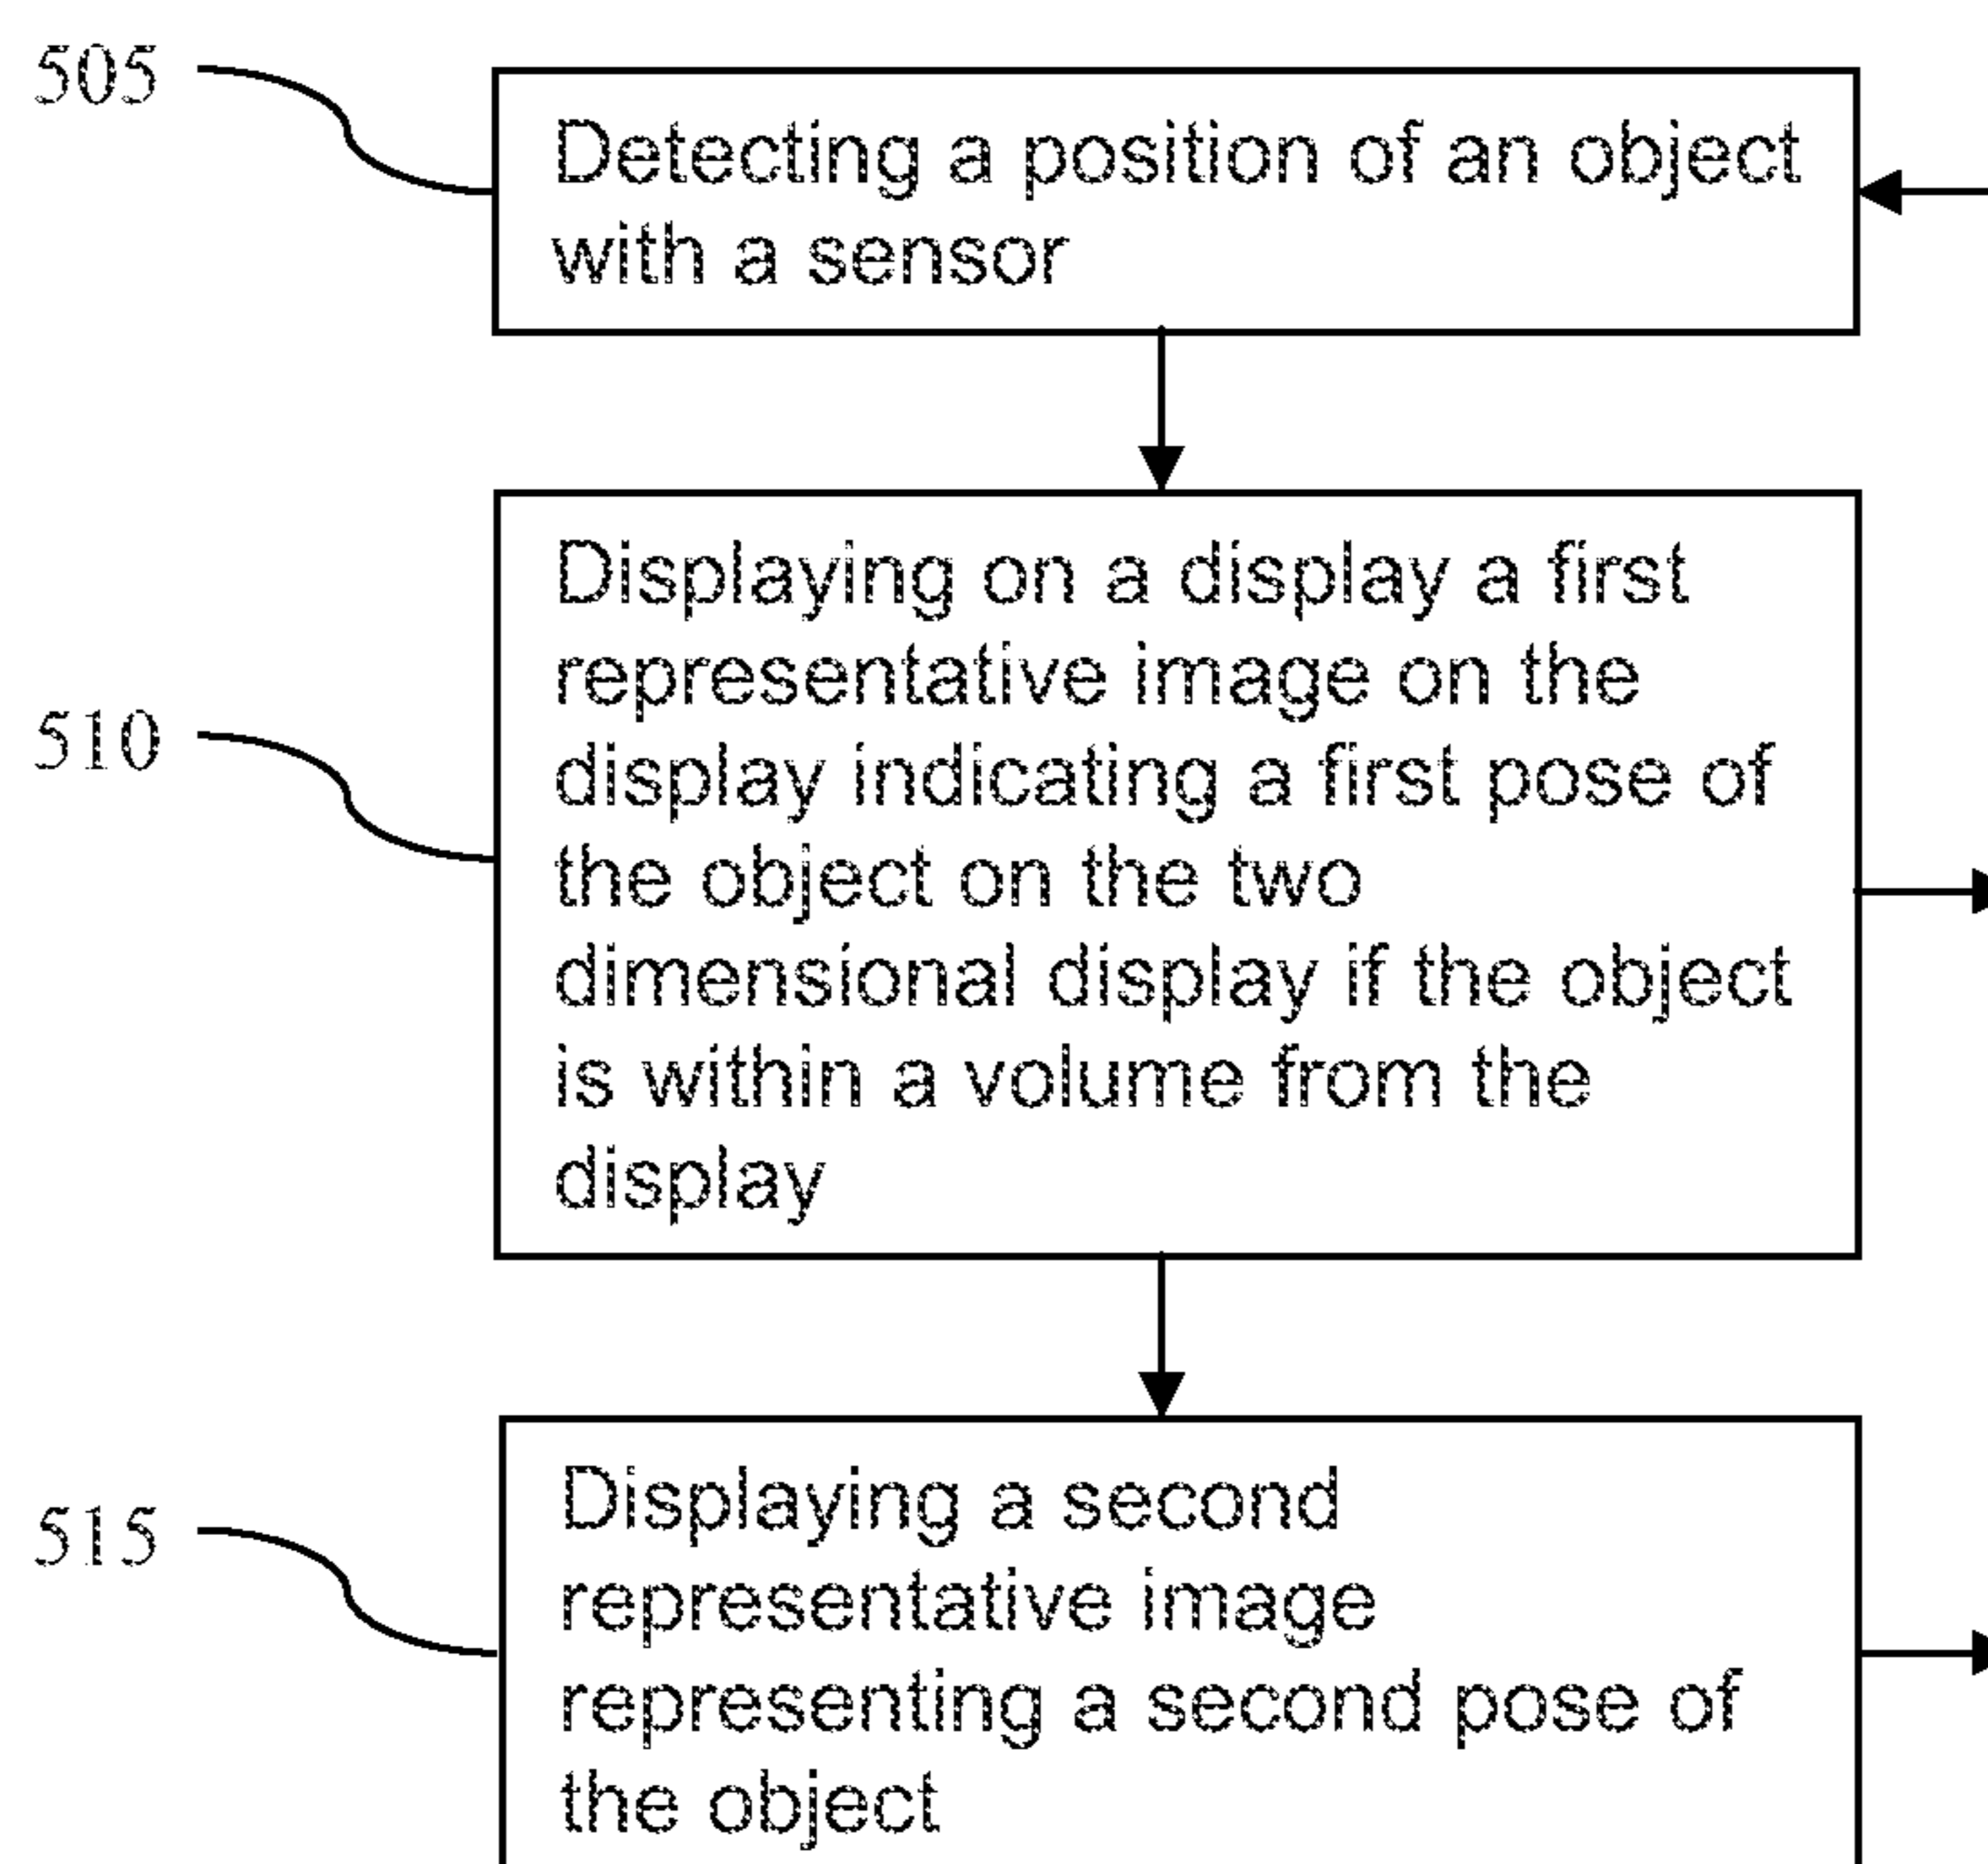 505
Detecting a position of an object
with a sensor
510
Displaying on a display a first
representative image on the
display indicating a first pose of
the object on the two
dimensional display if the object
is within a volume from the
display
515
Displaying a second
representative image
representing a second pose of
the object